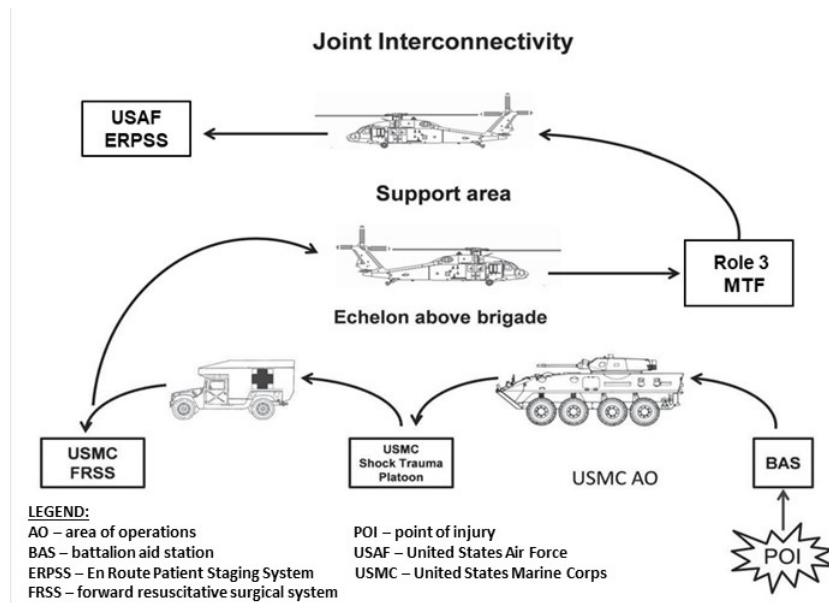 Joint Interconnectivity
USAF
ERPSS
Support area
Role 3
MTF
Echelon above brigade
USMC
FRSS
USMC
Shock Trauma
Platoon
USMC AO
BAS
POI
LEGEND:
AO – area of operations
BAS – battalion aid station
ERPSS – En Route Patient Staging System
FRSS – forward resuscitative surgical system
POI – point of injury
USAF – United States Air Force
USMC – United States Marine Corps